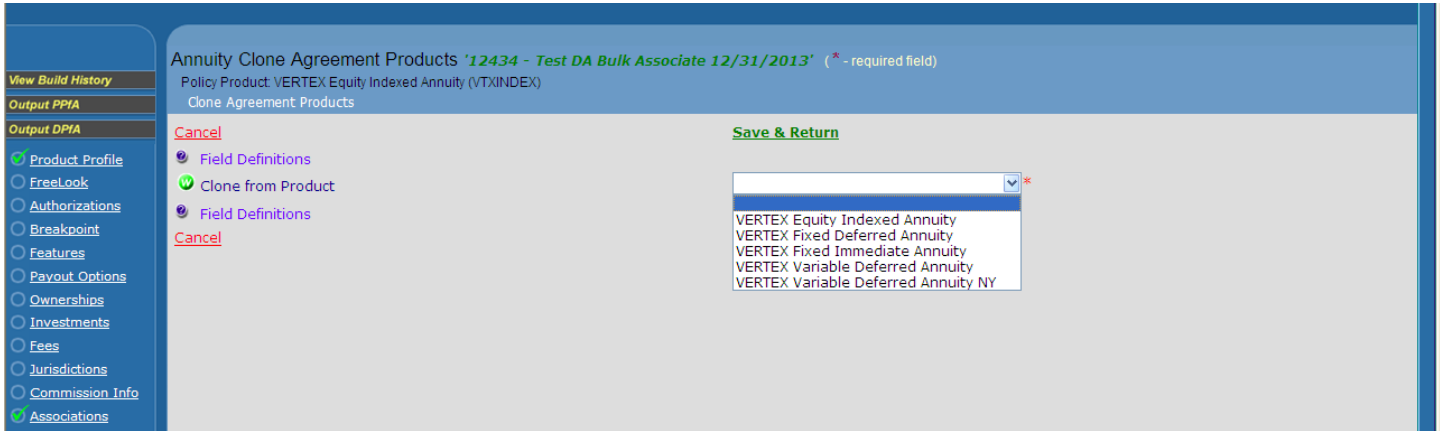 Annuity Clone Agreement Products '12434 - Test DA Bulk Associate 12/31/2013' ( * - required field)
Policy Product: VERTEX Equity Indexed Annuity (VTXINDEX)
Clone Agreement Products
View Build History
Output PPfA
Output DPfA
Product Profile
FreeLook
Authorizations
Breakpoint
Features
Payout Options
Ownerships
Investments
Fees
Jurisdictions
Commission Info
Associations
Cancel Save & Return
? Field Definitions
W Clone from Product *
? Field Definitions
Cancel
VERTEX Equity Indexed Annuity
VERTEX Fixed Deferred Annuity
VERTEX Fixed Immediate Annuity
VERTEX Variable Deferred Annuity
VERTEX Variable Deferred Annuity NY